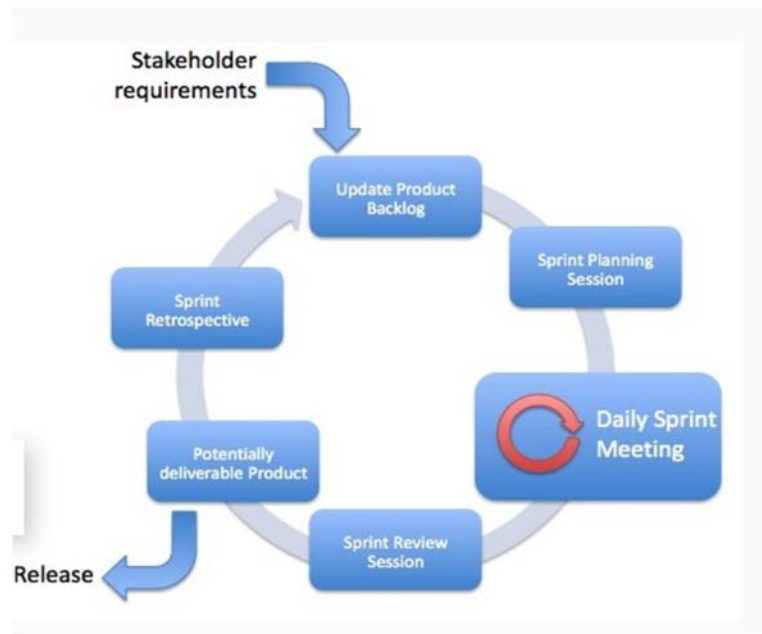 Stakeholder
requirements
Update Product
Backlog
Sprint Planning
Session
Daily Sprint
Meeting
Sprint Review
Session
Potentially
deliverable Product
Release
Sprint
Retrospective